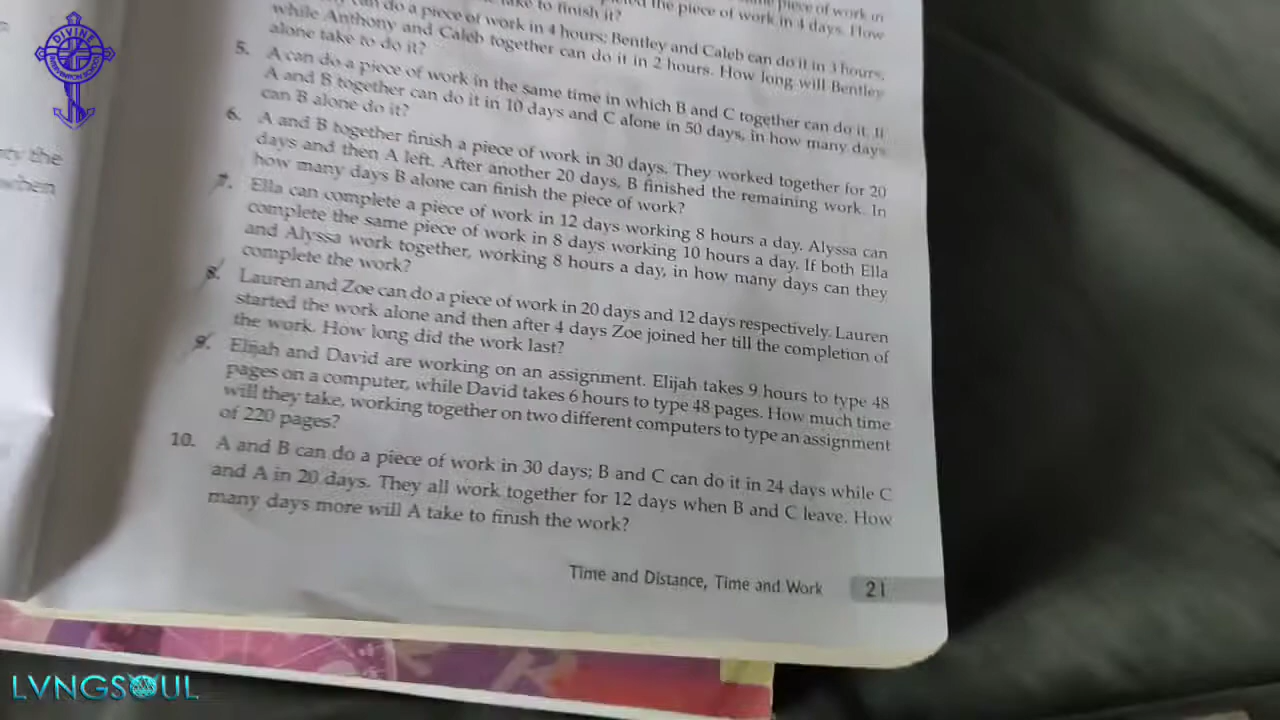 DIVINE
INTERVENTION SCHOOL
piece of work in
the piece of work in 4 days. How
take to finish it?
can do a piece of work in 4 hours; Bentley and Caleb can do it in 3 hours,
while Anthony and Caleb together can do it in 2 hours. How long will Bentley
alone take to do it?
5. A can do a piece of work in the same time in which B and C together can do it. If
A and B together can do it in 10 days and C alone in 50 days, in how many days
can B alone do it?
6. A and B together finish a piece of work in 30 days. They worked together for 20
days and then A left. After another 20 days, B finished the remaining work. In
how many days B alone can finish the piece of work?
7. Ella can complete a piece of work in 12 days working 8 hours a day. Alyssa can
complete the same piece of work in 8 days working 10 hours a day. If both Ella
and Alyssa work together, working 8 hours a day, in how many days can they
complete the work?
8. Lauren and Zoe can do a piece of work in 20 days and 12 days respectively. Lauren
started the work alone and then after 4 days Zoe joined her till the completion of
the work. How long did the work last?
9. Elijah and David are working on an assignment. Elijah takes 9 hours to type 48
pages on a computer, while David takes 6 hours to type 48 pages. How much time
will they take, working together on two different computers to type an assignment
of 220 pages?
10. A and B can do a piece of work in 30 days; B and C can do it in 24 days while C
and A in 20 days. They all work together for 12 days when B and C leave. How
many days more will A take to finish the work?
Time and Distance, Time and Work 21
the
when
LVNGSOUL